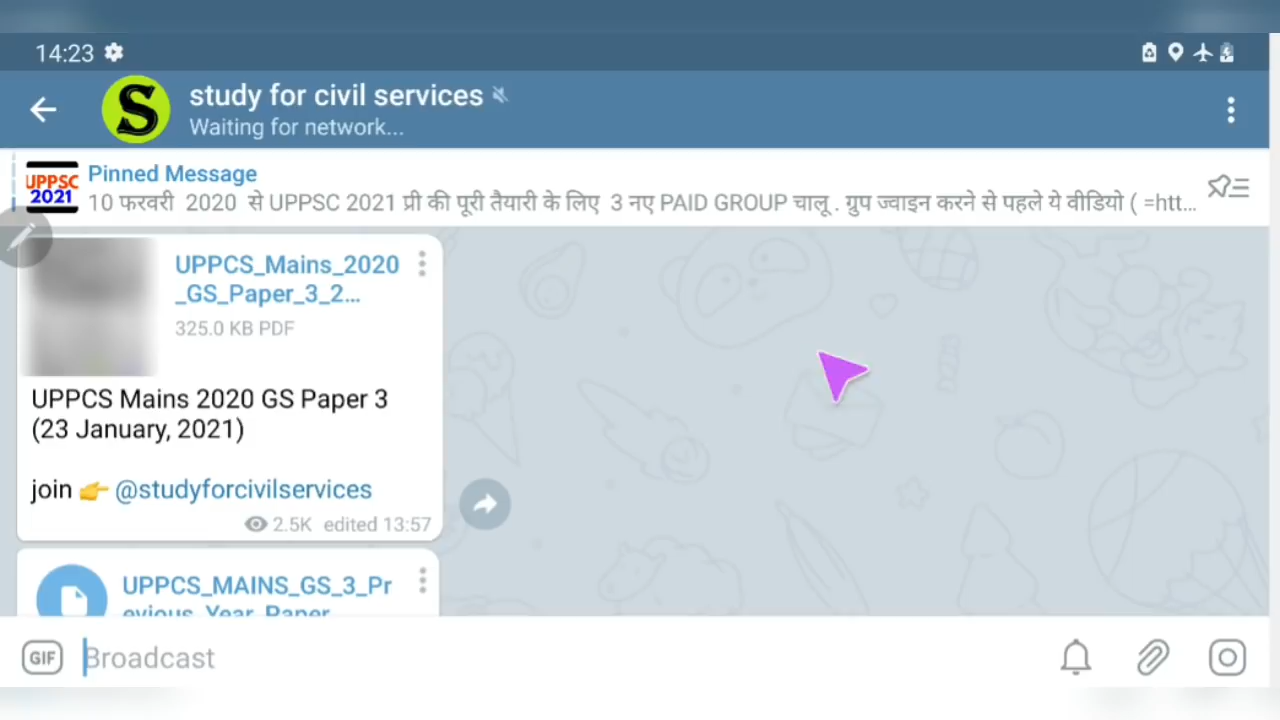 14:23
S
study for civil services
Waiting for network...
UPPSC
2021
Pinned Message
10 फरवरी 2020 से UPPSC 2021 प्री की पूरी तैयारी के लिए 3 नए PAID GROUP चालू . ग्रुप ज्वाइन करने से पहले ये वीडियो ( =htt...
UPPCS_Mains_2020
_GS_Paper_3_2...
325.0 KB PDF
UPPCS Mains 2020 GS Paper 3
(23 January, 2021)
join 👉 @studyforcivilservices
2.5K edited 13:57
UPPCS_MAINS_GS_3_Pr
evious_Year_Paper
GIF
Broadcast